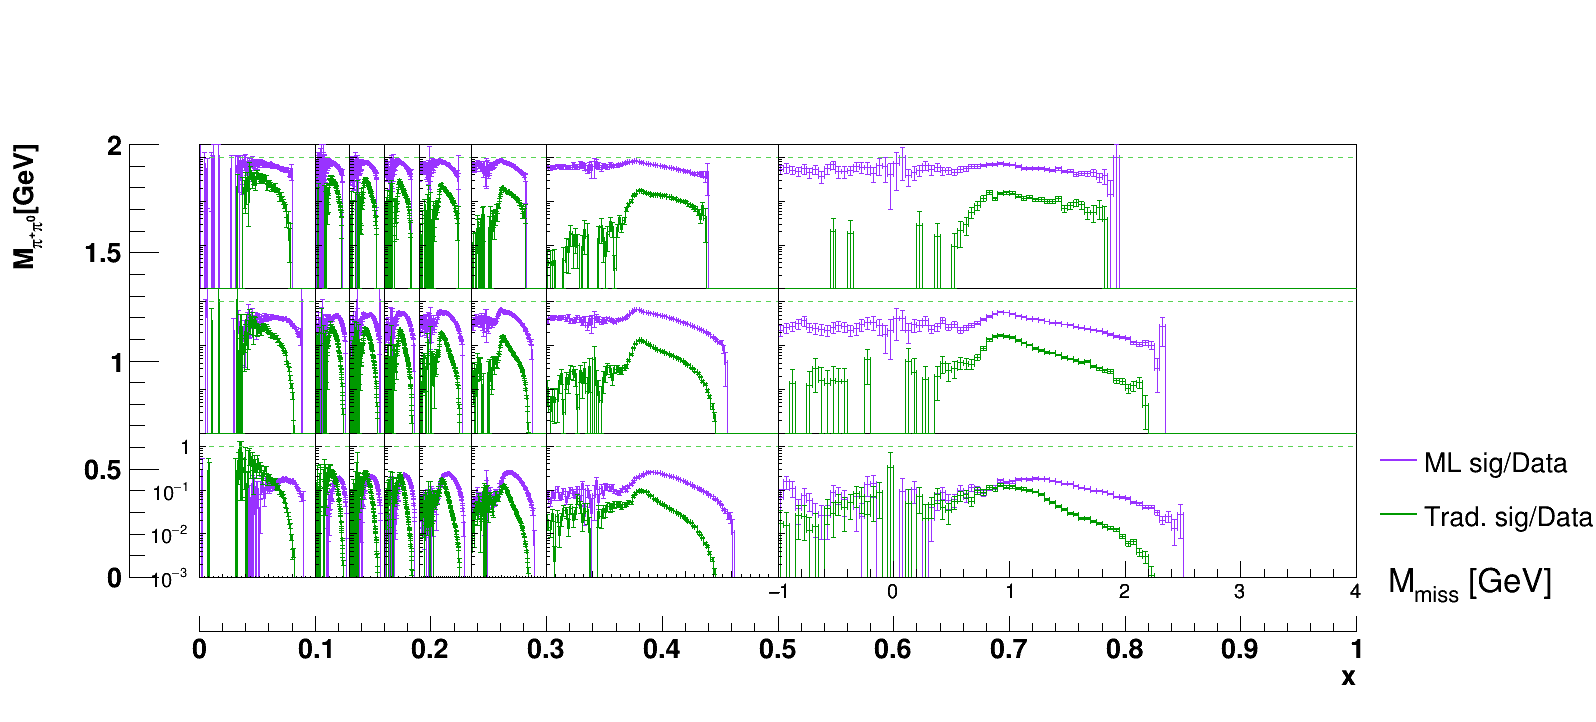 M_{π⁺π⁰}[GeV]
2
1.5
1
0.5
0
1
10⁻¹
10⁻²
10⁻³
−1 0 1 2 3 4
M_{miss} [GeV]
0 0.1 0.2 0.3 0.4 0.5 0.6 0.7 0.8 0.9 1
x
ML sig/Data
Trad. sig/Data